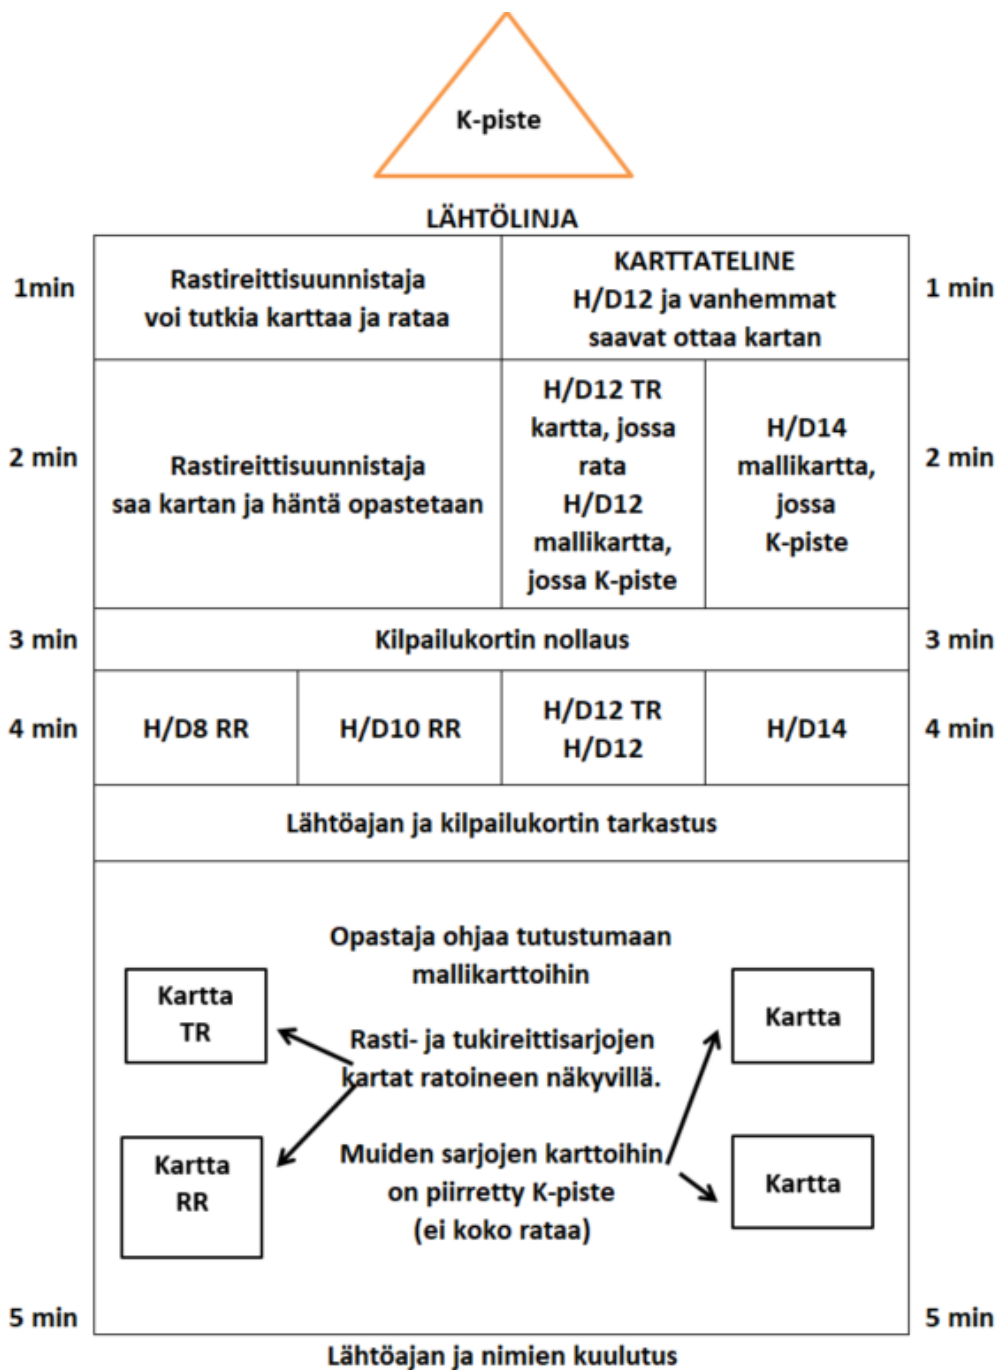 K-piste
LÄHTÖLINJA
1min
Rastireittisuunnistaja
voi tutkia karttaa ja rataa
KARTTATELINE
H/D12 ja vanhemmat
saavat ottaa kartan
1 min
2 min
Rastireittisuunnistaja
saa kartan ja häntä opastetaan
H/D12 TR
kartta, jossa
rata
H/D12
mallikartta,
jossa K-piste
H/D14
mallikartta,
jossa
K-piste
2 min
3 min
Kilpailukortin nollaus
3 min
4 min
H/D8 RR
H/D10 RR
H/D12 TR
H/D12
H/D14
4 min
Lähtöajan ja kilpailukortin tarkastus
Opastaja ohjaa tutustumaan
mallikarttoihin
Kartta
TR
Rasti- ja tukireittisarjojen
kartat ratoineen näkyvillä.
Kartta
Kartta
RR
Muiden sarjojen karttoihin
on piirretty K-piste
(ei koko rataa)
Kartta
5 min
5 min
Lähtöajan ja nimien kuulutus